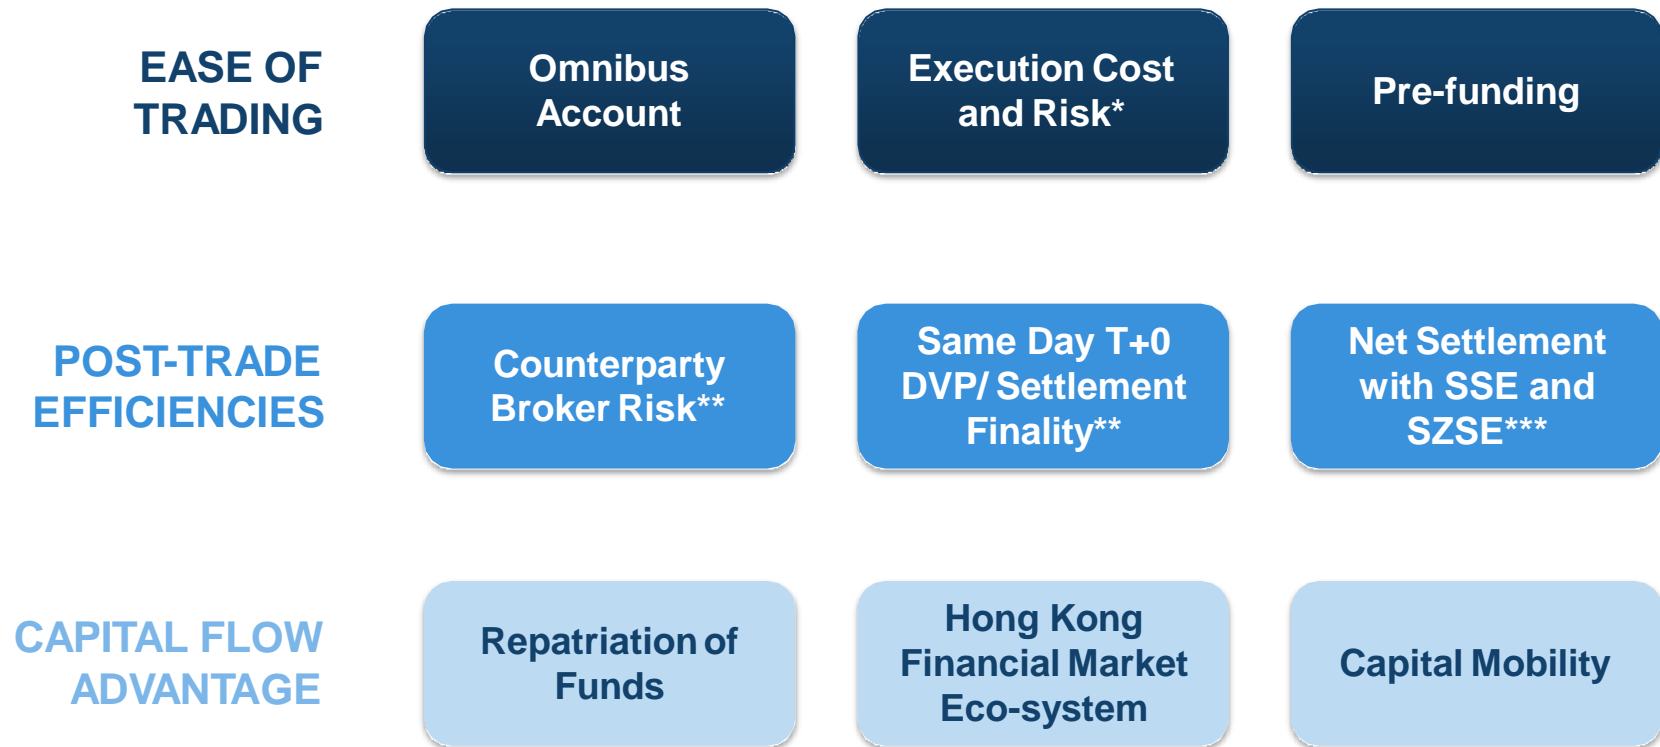 EASE OF
TRADING
Omnibus
Account
Execution Cost
and Risk*
Pre-funding
POST-TRADE
EFFICIENCIES
Counterparty
Broker Risk**
Same Day T+0
DVP/ Settlement
Finality**
Net Settlement
with SSE and
SZSE***
CAPITAL FLOW
ADVANTAGE
Repatriation of
Funds
Hong Kong
Financial Market
Eco-system
Capital Mobility